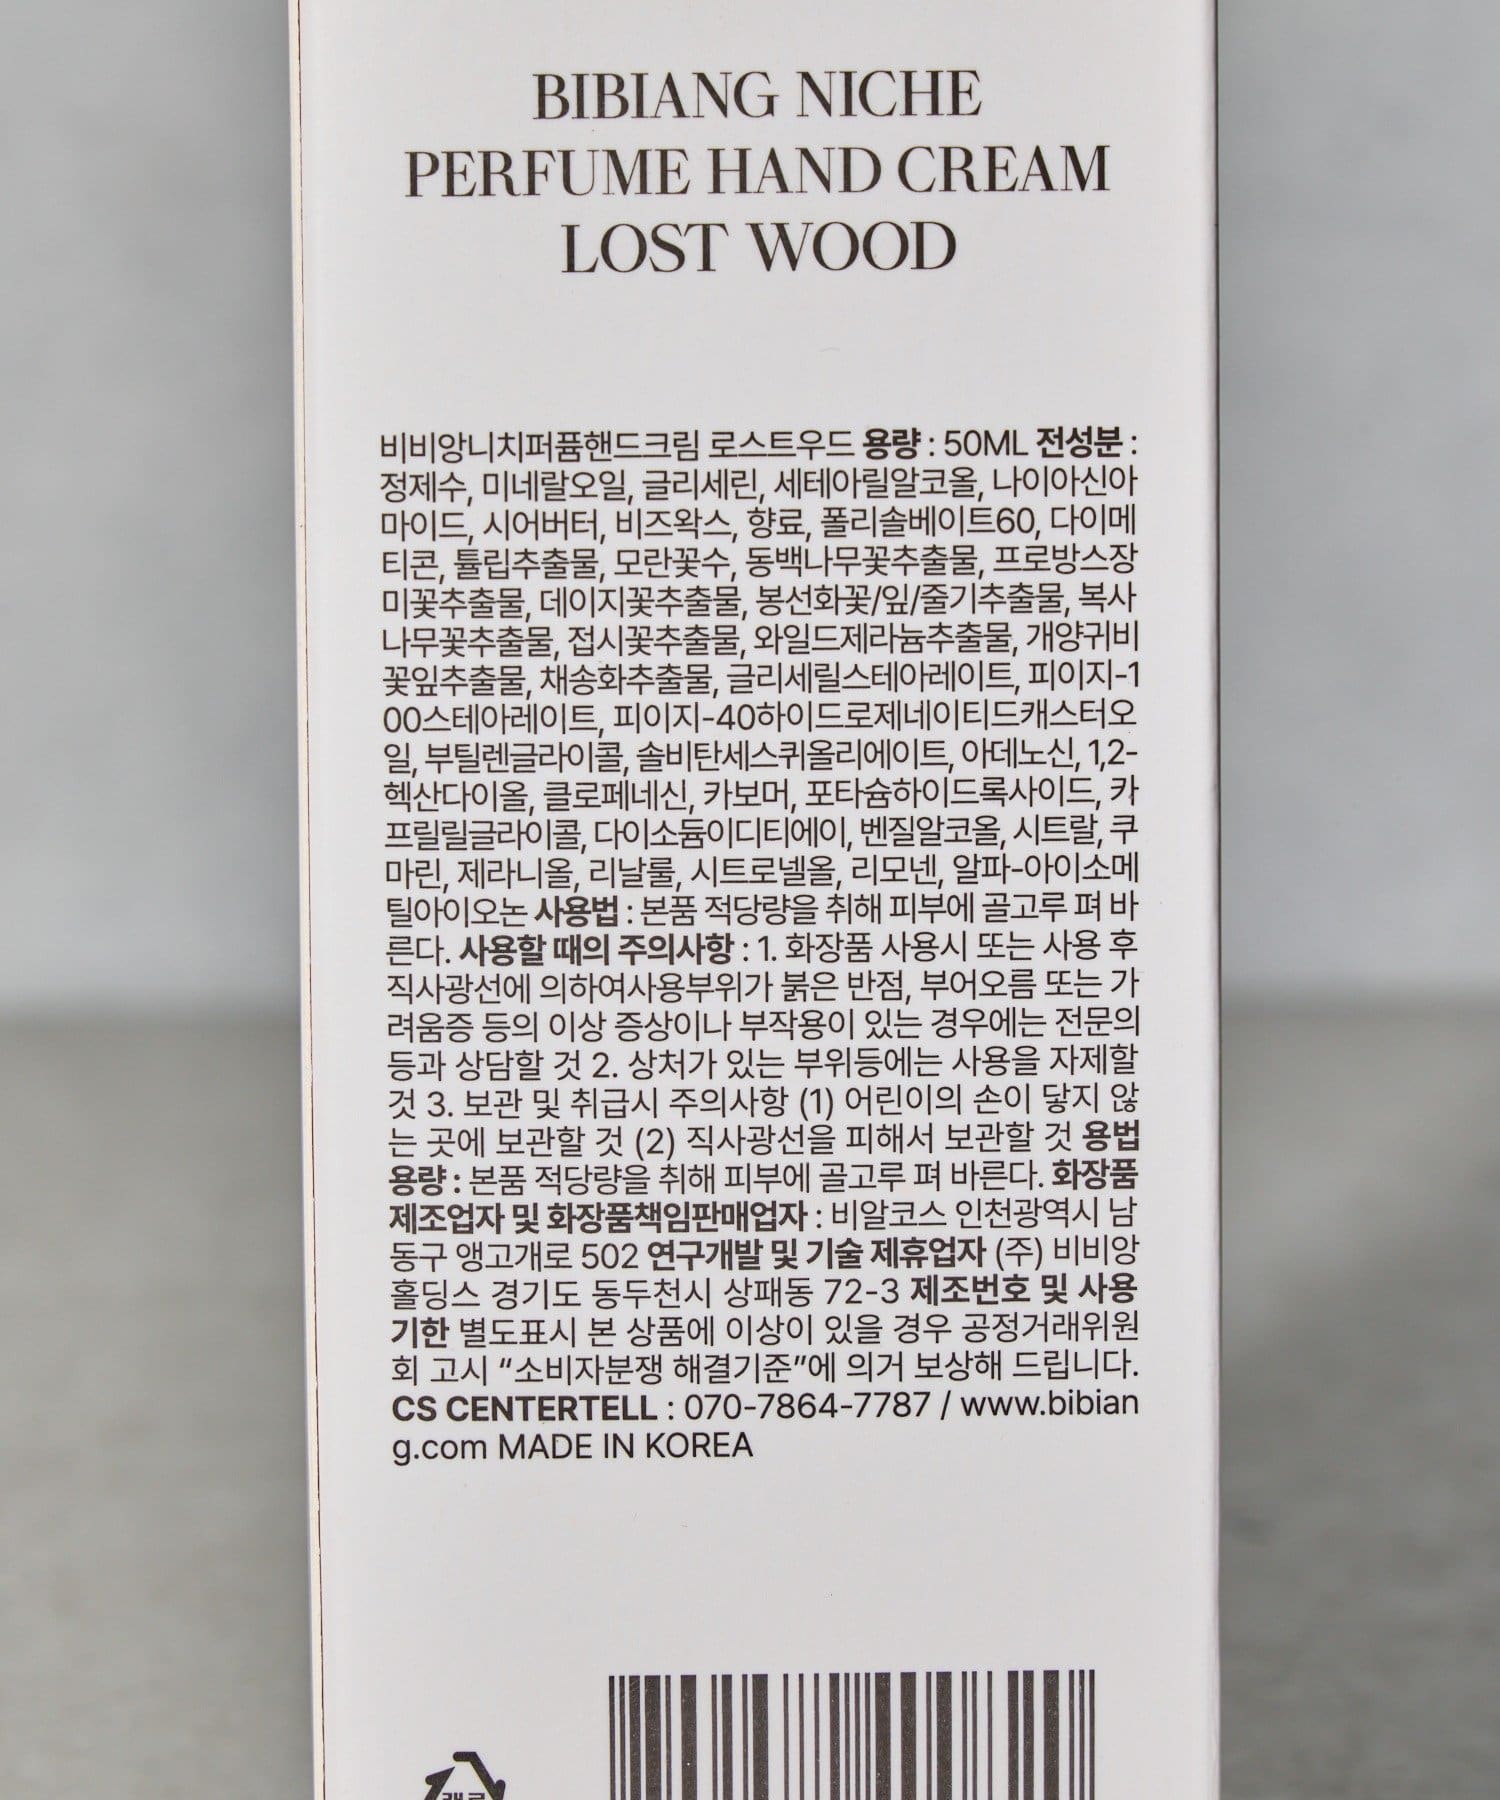 BIBIANG NICHE
PERFUME HAND CREAM
LOST WOOD
비비앙니치퍼퓸핸드크림 로스트우드 용량 : 50ML 전성분 :
정제수, 미네랄오일, 글리세린, 세테아릴알코올, 나이아신아
마이드, 시어버터, 비즈왁스, 향료, 폴리솔베이트60, 다이메
티콘, 튤립추출물, 모란꽃수, 동백나무꽃추출물, 프로방스장
미꽃추출물, 데이지꽃추출물, 봉선화꽃/잎/줄기추출물, 복사
나무꽃추출물, 접시꽃추출물, 와일드제라늄추출물, 개양귀비
꽃잎추출물, 채송화추출물, 글리세릴스테아레이트, 피이지-1
00스테아레이트, 피이지-40하이드로제네이티드캐스터오
일, 부틸렌글라이콜, 솔비탄세스퀴올리에이트, 아데노신, 1,2-
헥산다이올, 클로페네신, 카보머, 포타슘하이드록사이드, 카
프릴릴글라이콜, 다이소듐이디티에이, 벤질알코올, 시트랄, 쿠
마린, 제라니올, 리날룰, 시트로넬올, 리모넨, 알파-아이소메
틸아이오논 사용법 : 본품 적당량을 취해 피부에 골고루 펴 바
른다. 사용할 때의 주의사항 : 1. 화장품 사용시 또는 사용 후
직사광선에 의하여사용부위가 붉은 반점, 부어오름 또는 가
려움증 등의 이상 증상이나 부작용이 있는 경우에는 전문의
등과 상담할 것 2. 상처가 있는 부위등에는 사용을 자제할
것 3. 보관 및 취급시 주의사항 (1) 어린이의 손이 닿지 않
는 곳에 보관할 것 (2) 직사광선을 피해서 보관할 것 용법
용량 : 본품 적당량을 취해 피부에 골고루 펴 바른다. 화장품
제조업자 및 화장품책임판매업자 : 비알코스 인천광역시 남
동구 앵고개로 502 연구개발 및 기술 제휴업자 (주) 비비앙
홀딩스 경기도 동두천시 상패동 72-3 제조번호 및 사용
기한 별도표시 본 상품에 이상이 있을 경우 공정거래위원
회 고시 “소비자분쟁 해결기준”에 의거 보상해 드립니다.
CS CENTERTELL : 070-7864-7787 / www.bibian
g.com MADE IN KOREA